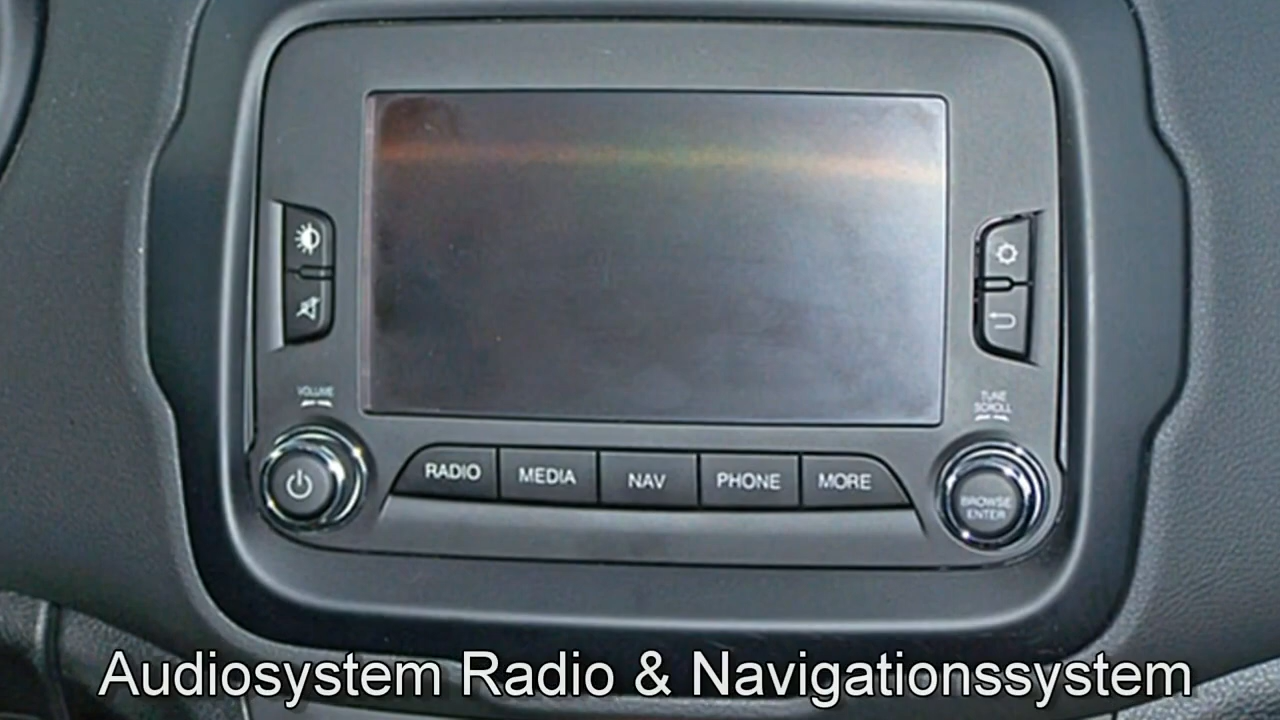 VOLUME
TUNE
SCROLL
RADIO MEDIA NAV PHONE MORE
BROWSE
ENTER
Audiosystem Radio & Navigationssystem